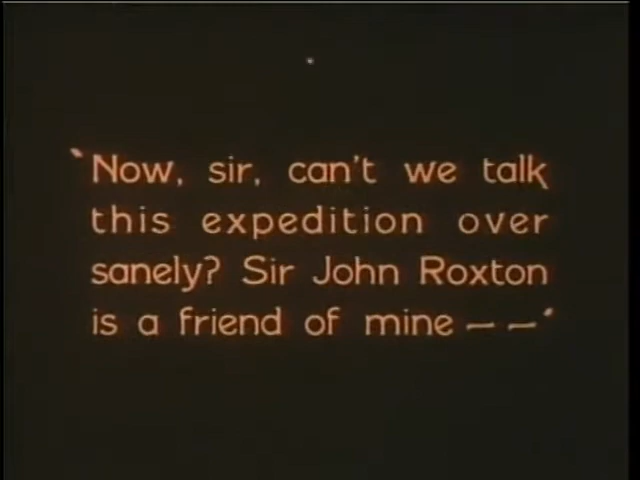 'Now, sir, can't we talk
this expedition over
sanely? Sir John Roxton
is a friend of mine — —'